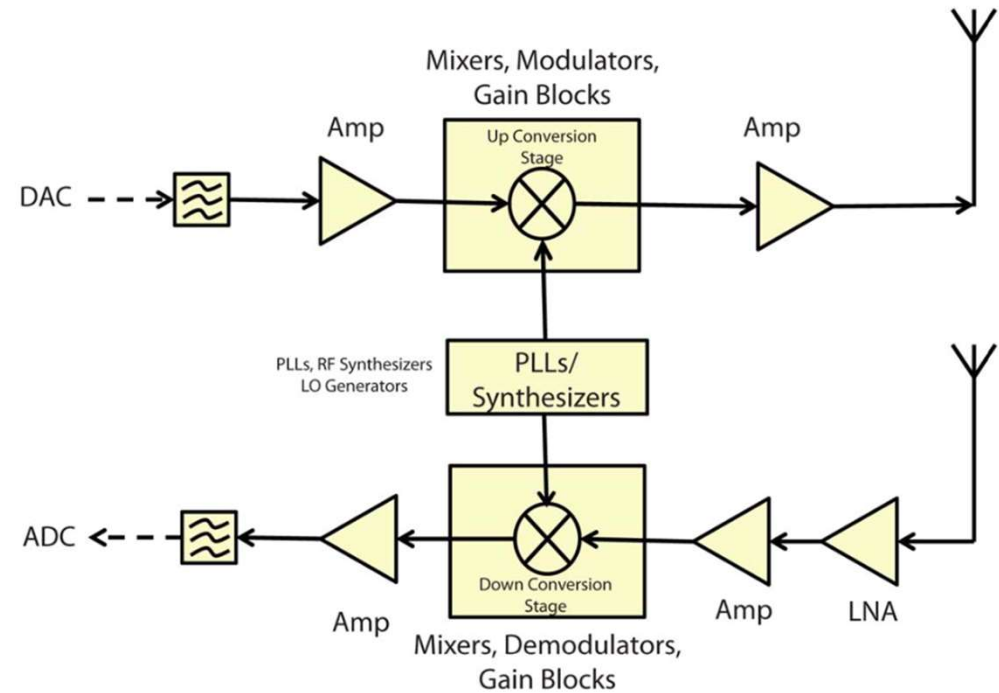 Mixers, Modulators,
Gain Blocks
Amp
Up Conversion
Stage
Amp
DAC
PLLs, RF Synthesizers
LO Generators
PLLs/
Synthesizers
ADC
Down Conversion
Stage
Amp
Amp
LNA
Mixers, Demodulators,
Gain Blocks